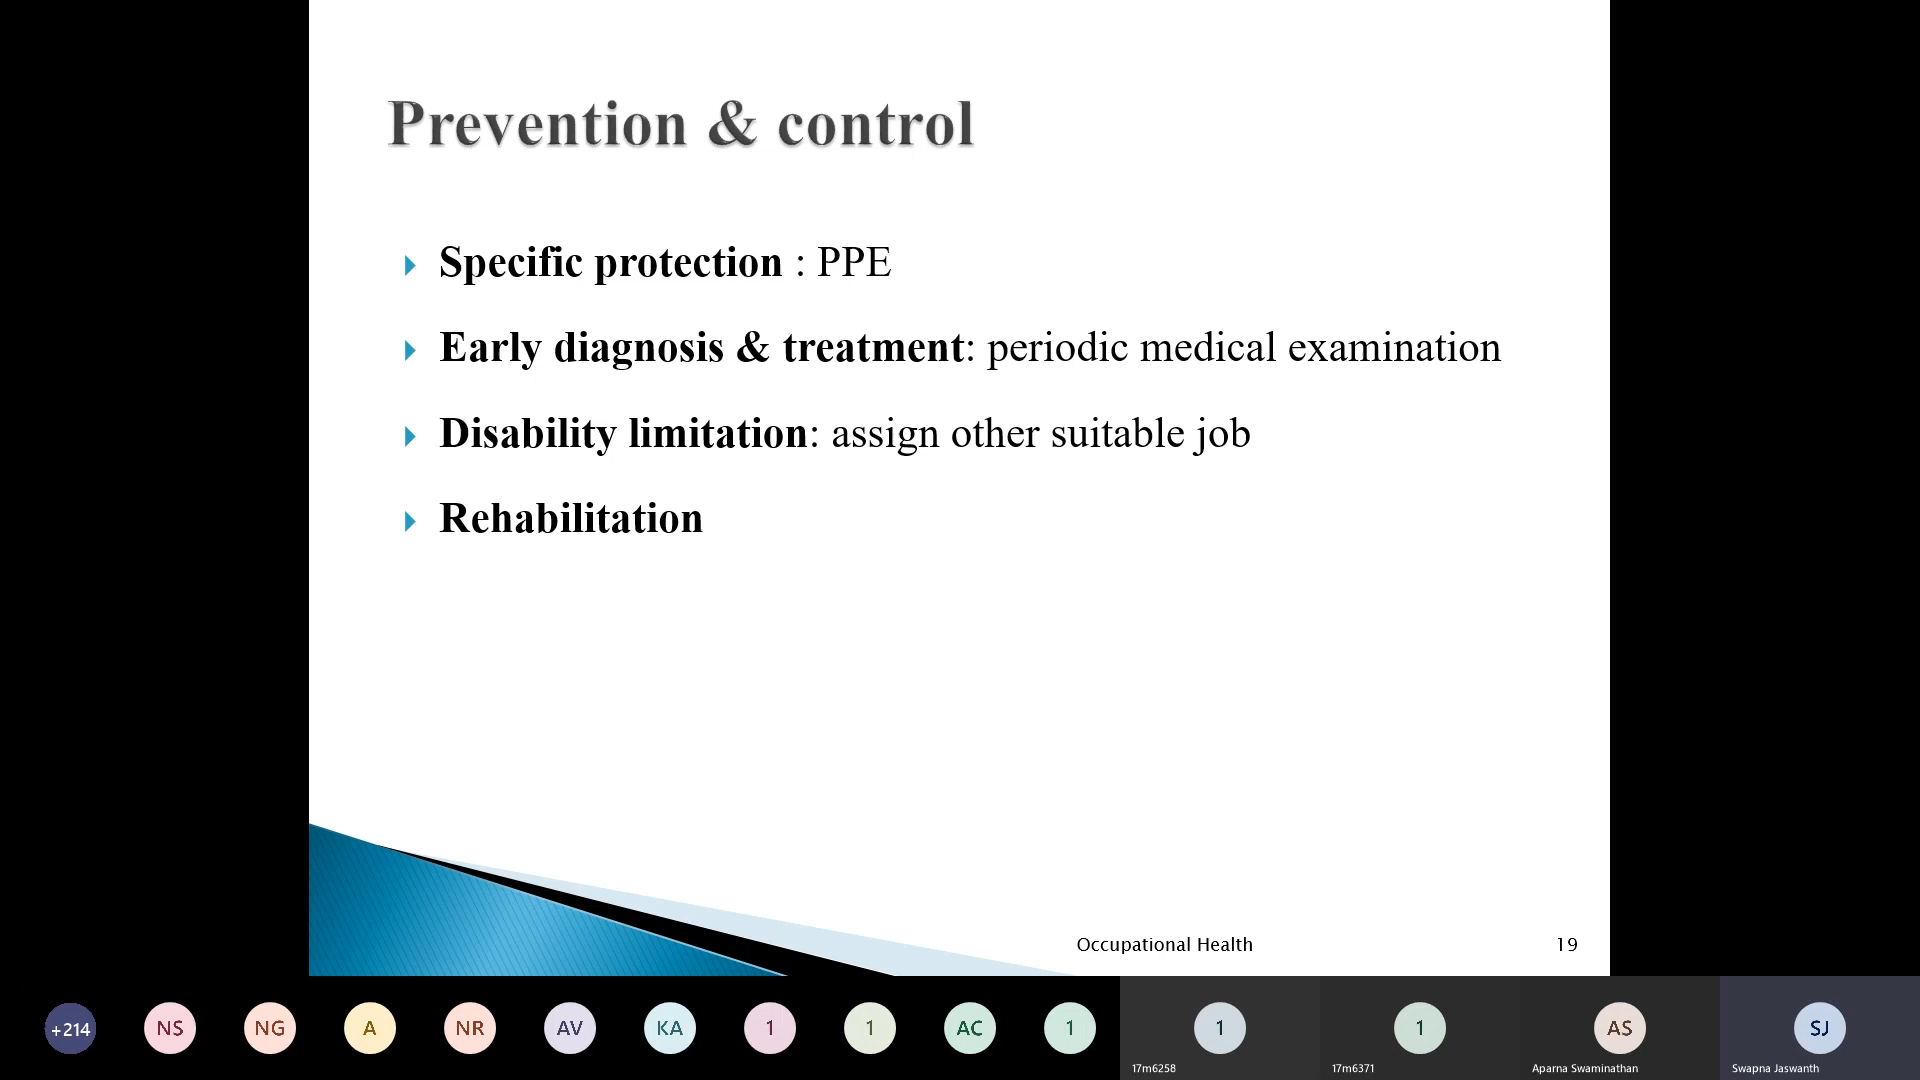 Prevention & control
Specific protection : PPE
Early diagnosis & treatment: periodic medical examination
Disability limitation: assign other suitable job
Rehabilitation
Occupational Health
19
+214
NS
NG
A
NR
AV
KA
1
1
AC
1
1
1
AS
SJ
17m6258
17m6371
Aparna Swaminathan
Swapna Jaswanth